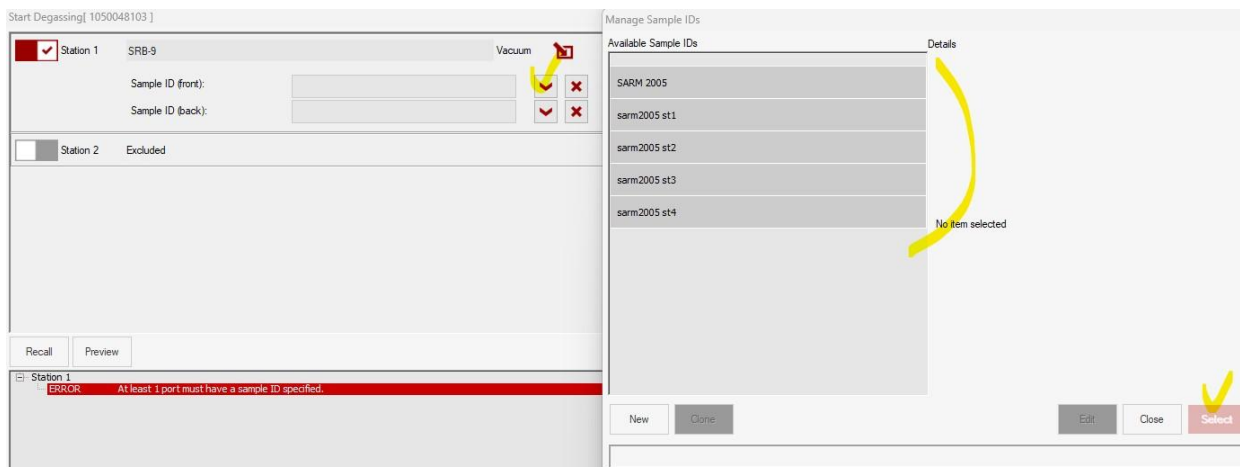 Start Degassing[ 1050048103 ]
Station 1 SRB-9 Vacuum
Sample ID (front):
Sample ID (back):
Station 2 Excluded
Recall Preview
Station 1
ERROR At least 1 port must have a sample ID specified.
Manage Sample IDs
Available Sample IDs Details
SARM 2005
sarm2005 st1
sarm2005 st2
sarm2005 st3
sarm2005 st4
No item selected
New Clone Edit Close Select